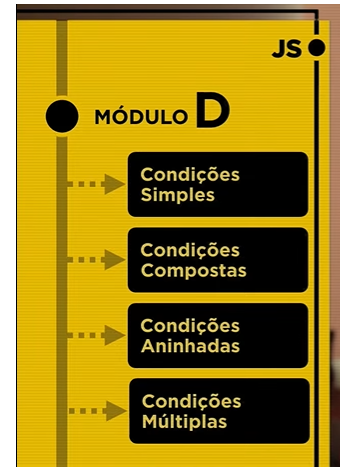 JS
MÓDULO D
Condições
Simples
Condições
Compostas
Condições
Aninhadas
Condições
Múltiplas